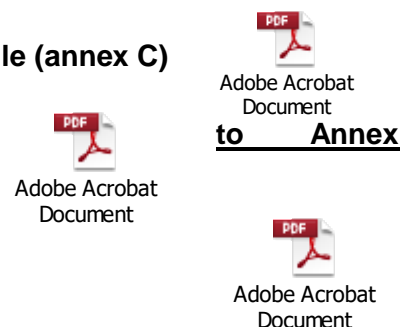 PDF
Adobe Acrobat
Document
le (annex C)
to Annex
PDF
Adobe Acrobat
Document
PDF
Adobe Acrobat
Document